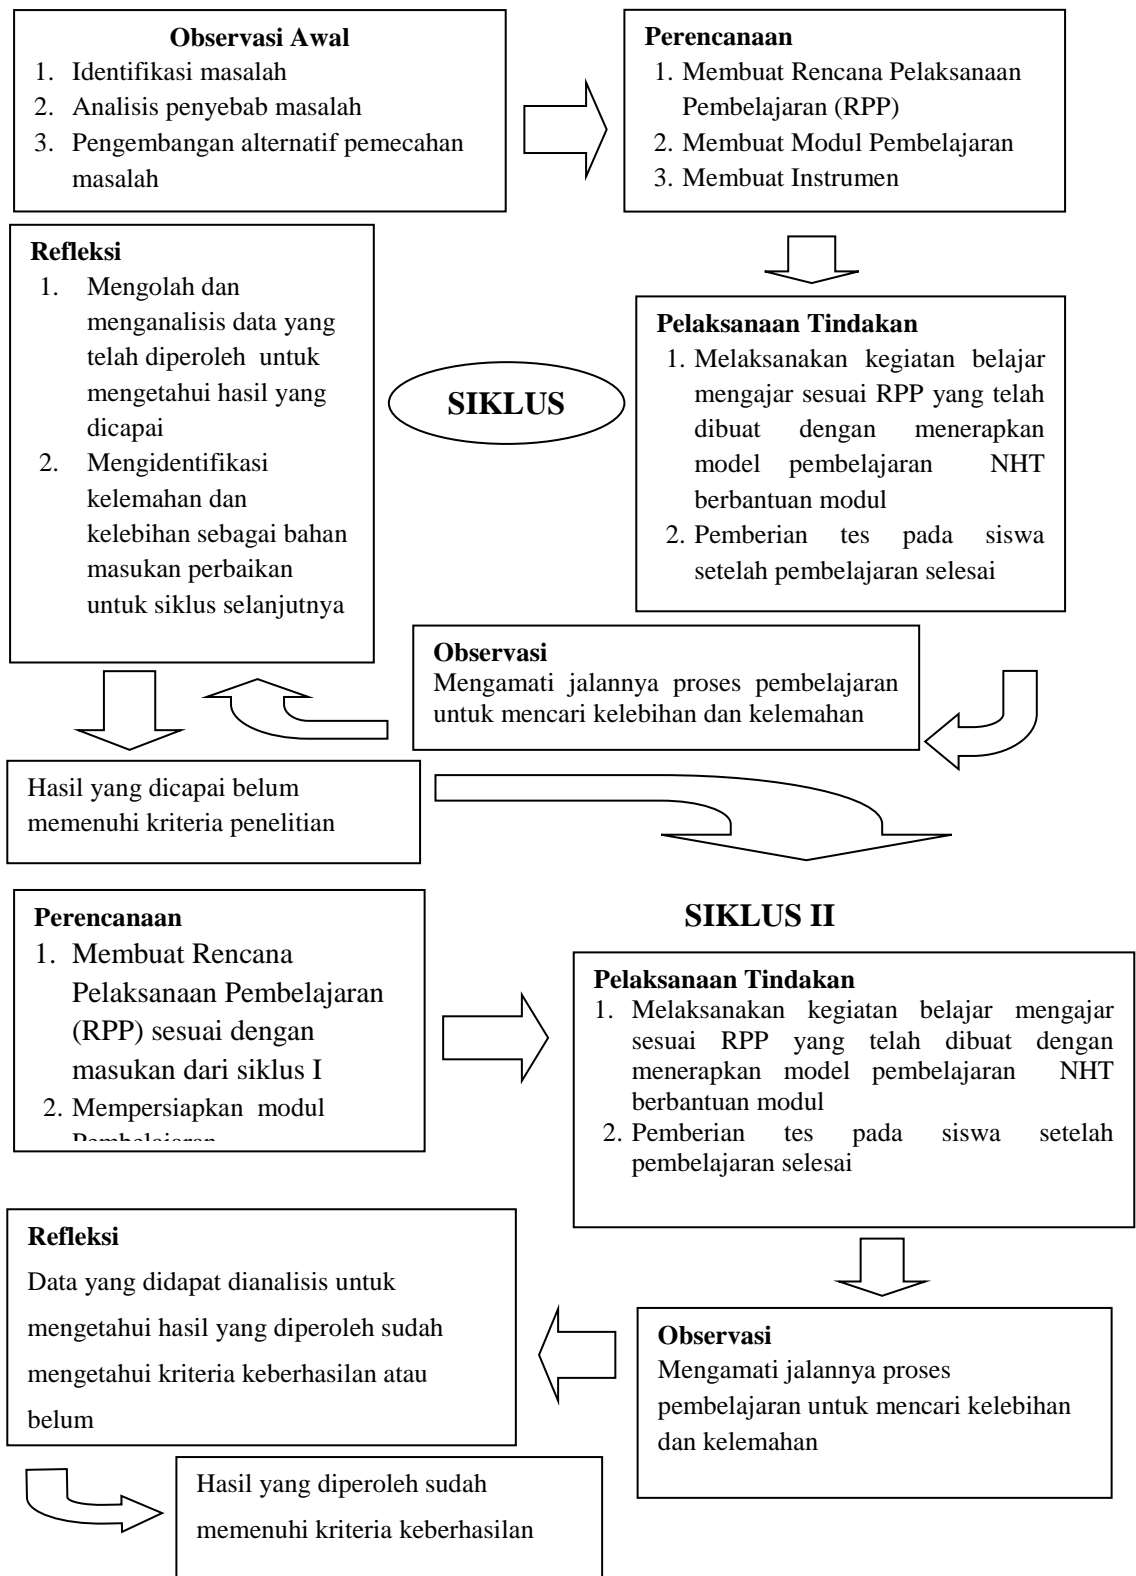 Observasi Awal
1. Identifikasi masalah
2. Analisis penyebab masalah
3. Pengembangan alternatif pemecahan
masalah
Perencanaan
1. Membuat Rencana Pelaksanaan
Pembelajaran (RPP)
2. Membuat Modul Pembelajaran
3. Membuat Instrumen
Refleksi
1. Mengolah dan
menganalisis data yang
telah diperoleh untuk
mengetahui hasil yang
dicapai
2. Mengidentifikasi
kelemahan dan
kelebihan sebagai bahan
masukan perbaikan
untuk siklus selanjutnya
SIKLUS
Pelaksanaan Tindakan
1. Melaksanakan kegiatan belajar
mengajar sesuai RPP yang telah
dibuat dengan menerapkan
model pembelajaran NHT
berbantuan modul
2. Pemberian tes pada siswa
setelah pembelajaran selesai
Observasi
Mengamati jalannya proses pembelajaran
untuk mencari kelebihan dan kelemahan
Hasil yang dicapai belum
memenuhi kriteria penelitian
Perencanaan
1. Membuat Rencana
Pelaksanaan Pembelajaran
(RPP) sesuai dengan
masukan dari siklus I
2. Mempersiapkan modul
SIKLUS II
Pelaksanaan Tindakan
1. Melaksanakan kegiatan belajar mengajar
sesuai RPP yang telah dibuat dengan
menerapkan model pembelajaran NHT
berbantuan modul
2. Pemberian tes pada siswa setelah
pembelajaran selesai
Refleksi
Data yang didapat dianalisis untuk
mengetahui hasil yang diperoleh sudah
mengetahui kriteria keberhasilan atau
belum
Observasi
Mengamati jalannya proses
pembelajaran untuk mencari kelebihan
dan kelemahan
Hasil yang diperoleh sudah
memenuhi kriteria keberhasilan